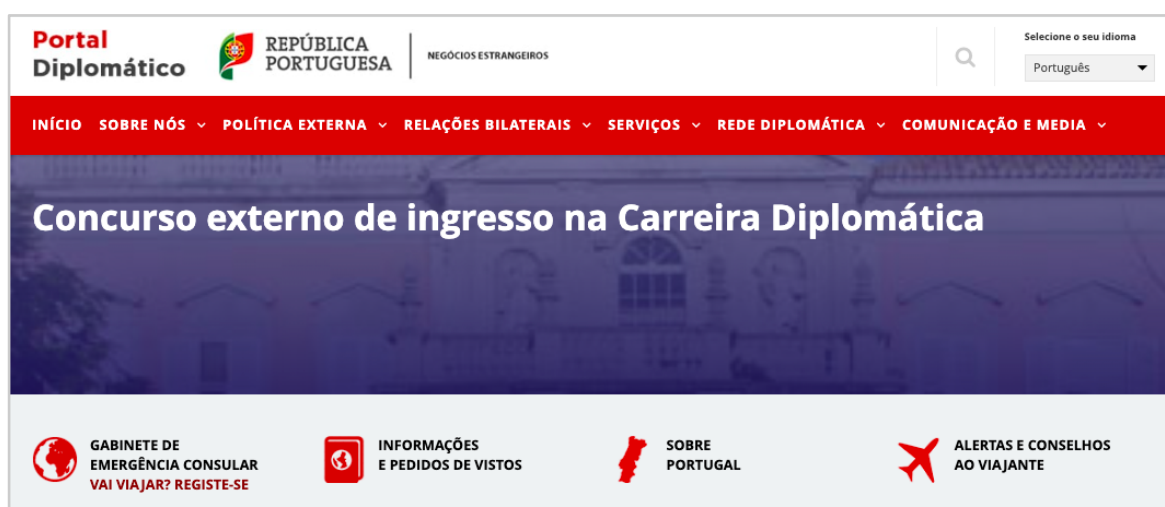 Portal
Diplomático
REPÚBLICA
PORTUGUESA
NEGÓCIOS ESTRANGEIROS
Selecione o seu idioma
Português
INÍCIO SOBRE NÓS POLÍTICA EXTERNA RELAÇÕES BILATERAIS SERVIÇOS REDE DIPLOMÁTICA COMUNICAÇÃO E MEDIA
Concurso externo de ingresso na Carreira Diplomática
GABINETE DE
EMERGÊNCIA CONSULAR
VAI VIAJAR? REGISTE-SE
INFORMAÇÕES
E PEDIDOS DE VISTOS
SOBRE
PORTUGAL
ALERTAS E CONSELHOS
AO VIAJANTE